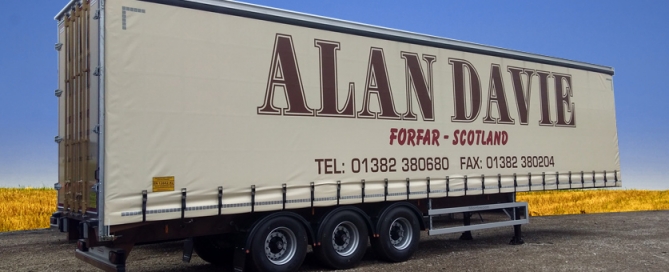 ALAN DAVIE
FORFAR - SCOTLAND
TEL: 01382 380680 FAX: 01382 380204